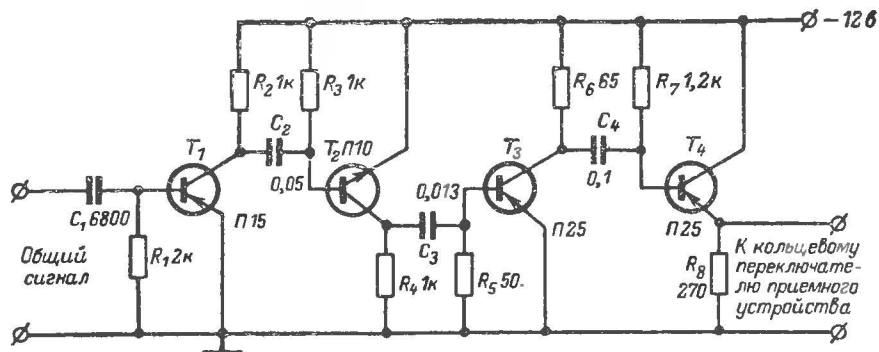 – 12в
R₂ 1к
R₃ 1к
R₆ 65
R₇ 1,2к
C₂
C₄
T₁
T₂ П10
T₃
T₄
0,05
0,013
0,1
C₁ 6800
П15
C₃
П25
П25
Общий
сигнал
R₁ 2к
R₄ 1к
R₅ 50
R₈
270
К кольцевому
переключате-
лю приемного
устройства